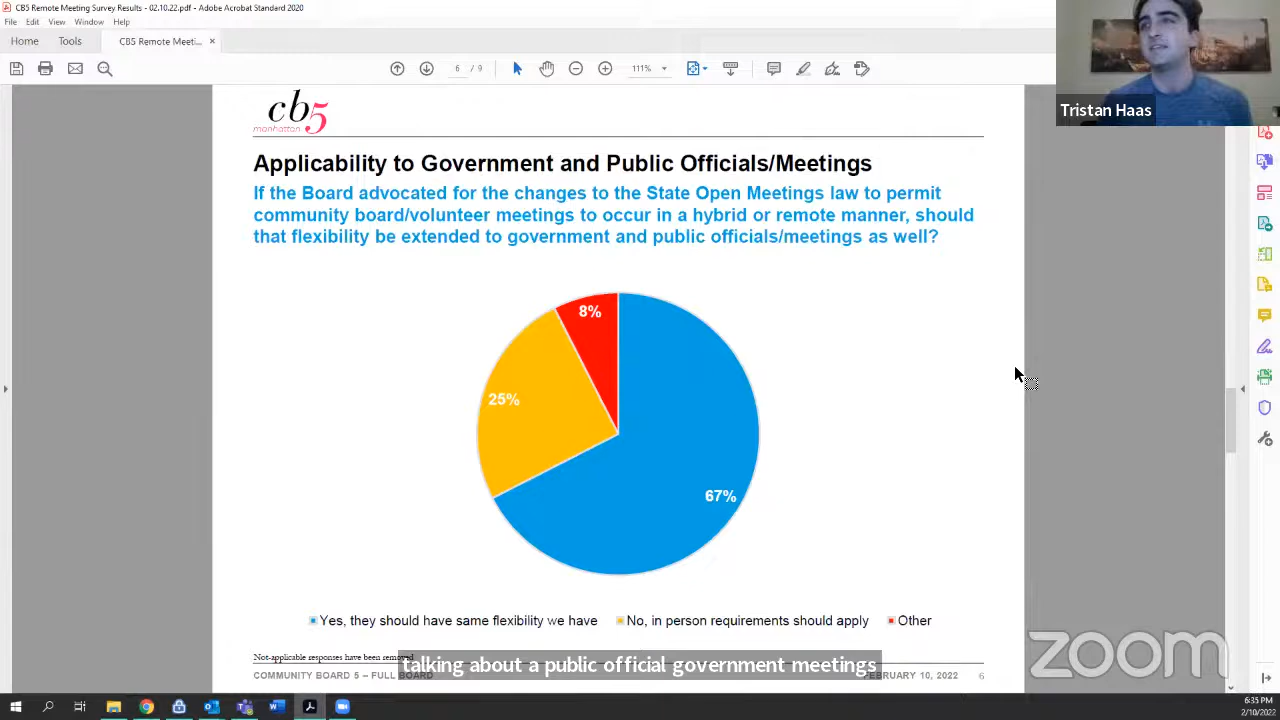 CB5 Remote Meeting Survey Results - 02.10.22.pdf - Adobe Acrobat Standard 2020
File Edit View Window Help
Home Tools CB5 Remote Meeti... ×
6 / 9 111%
Tristan Haas
cb5
manhattan
Applicability to Government and Public Officials/Meetings
If the Board advocated for the changes to the State Open Meetings law to permit
community board/volunteer meetings to occur in a hybrid or remote manner, should
that flexibility be extended to government and public officials/meetings as well?
8%
25%
67%
Yes, they should have same flexibility we have No, in person requirements should apply Other
Not-applicable responses have been removed
talking about a public official government meetings
COMMUNITY BOARD 5 – FULL BOARD FEBRUARY 10, 2022 6
zoom
6:35 PM
2/10/2022